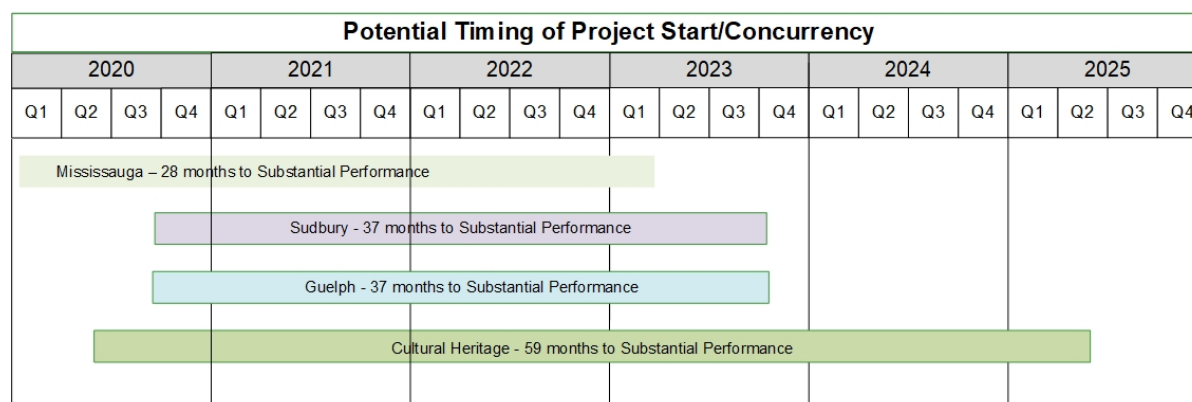 Potential Timing of Project Start/Concurrency
2020 2021 2022 2023 2024 2025
Q1 Q2 Q3 Q4 Q1 Q2 Q3 Q4 Q1 Q2 Q3 Q4 Q1 Q2 Q3 Q4 Q1 Q2 Q3 Q4 Q1 Q2 Q3 Q4
Mississauga – 28 months to Substantial Performance
Sudbury - 37 months to Substantial Performance
Guelph - 37 months to Substantial Performance
Cultural Heritage - 59 months to Substantial Performance